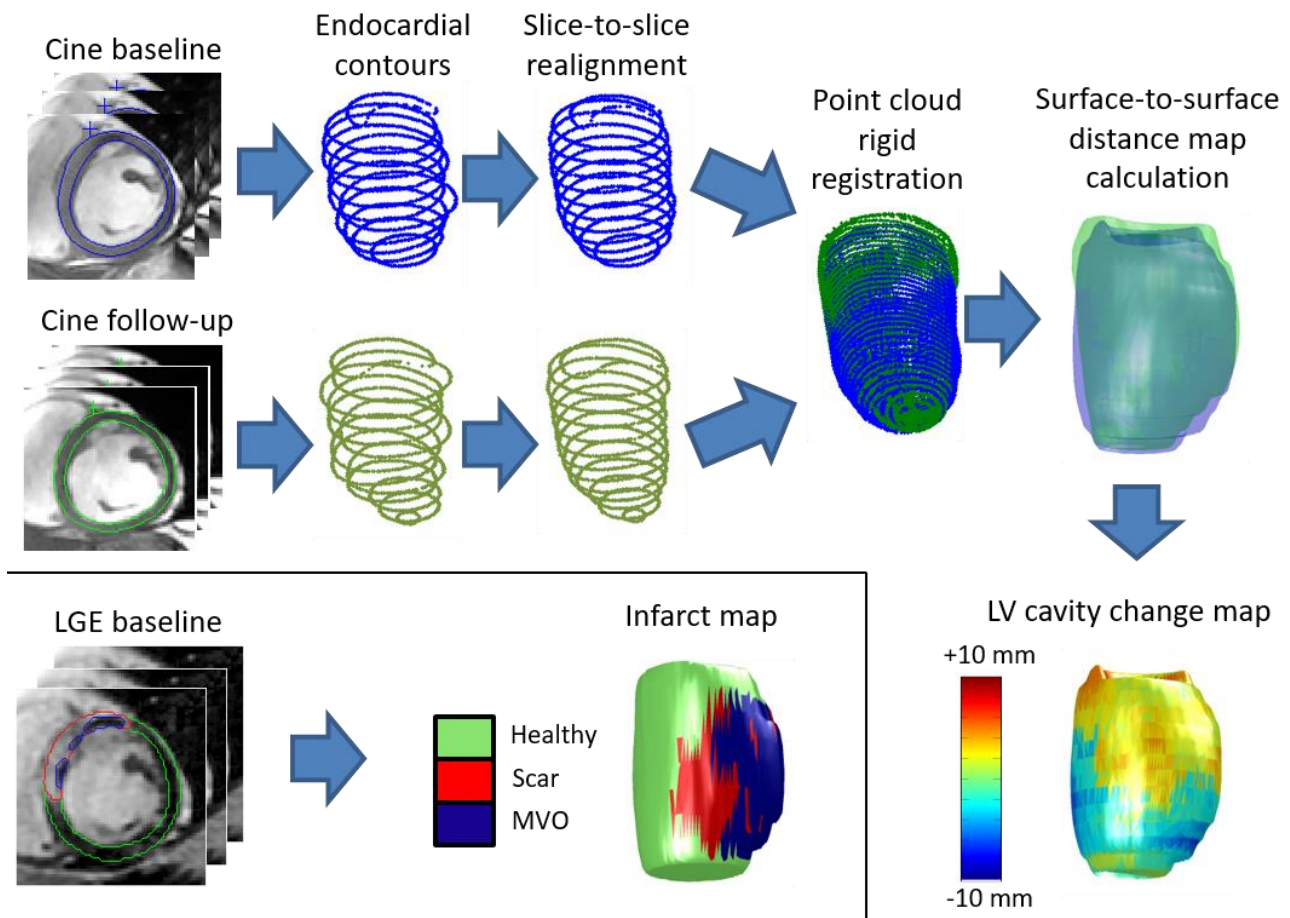 Cine baseline
Endocardial
contours
Slice-to-slice
realignment
Point cloud
rigid
registration
Surface-to-surface
distance map
calculation
Cine follow-up
LGE baseline
Infarct map
Healthy
Scar
MVO
LV cavity change map
+10 mm
-10 mm